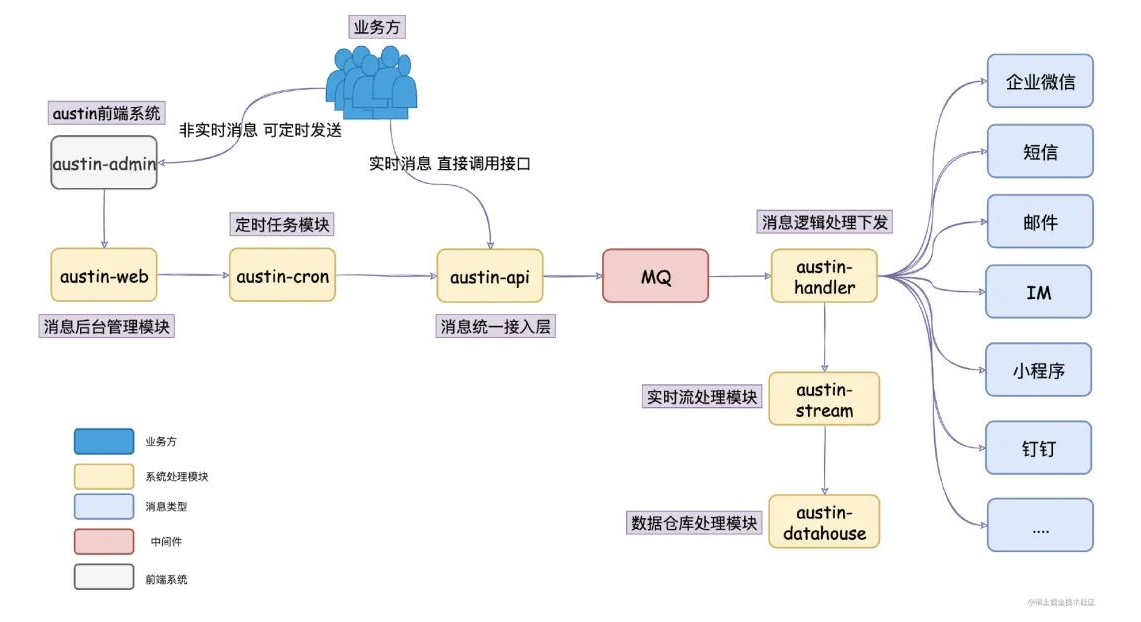 业务方
austin前端系统
非实时消息 可定时发送
austin-admin
实时消息 直接调用接口
定时任务模块
消息逻辑处理下发
austin-web
austin-cron
austin-api
MQ
austin-
handler
消息后台管理模块
消息统一接入层
企业微信
短信
邮件
IM
小程序
钉钉
....
实时流处理模块
austin-
stream
数据仓库处理模块
austin-
datahouse
业务方
系统处理模块
消息类型
中间件
前端系统
@稀土掘金技术社区